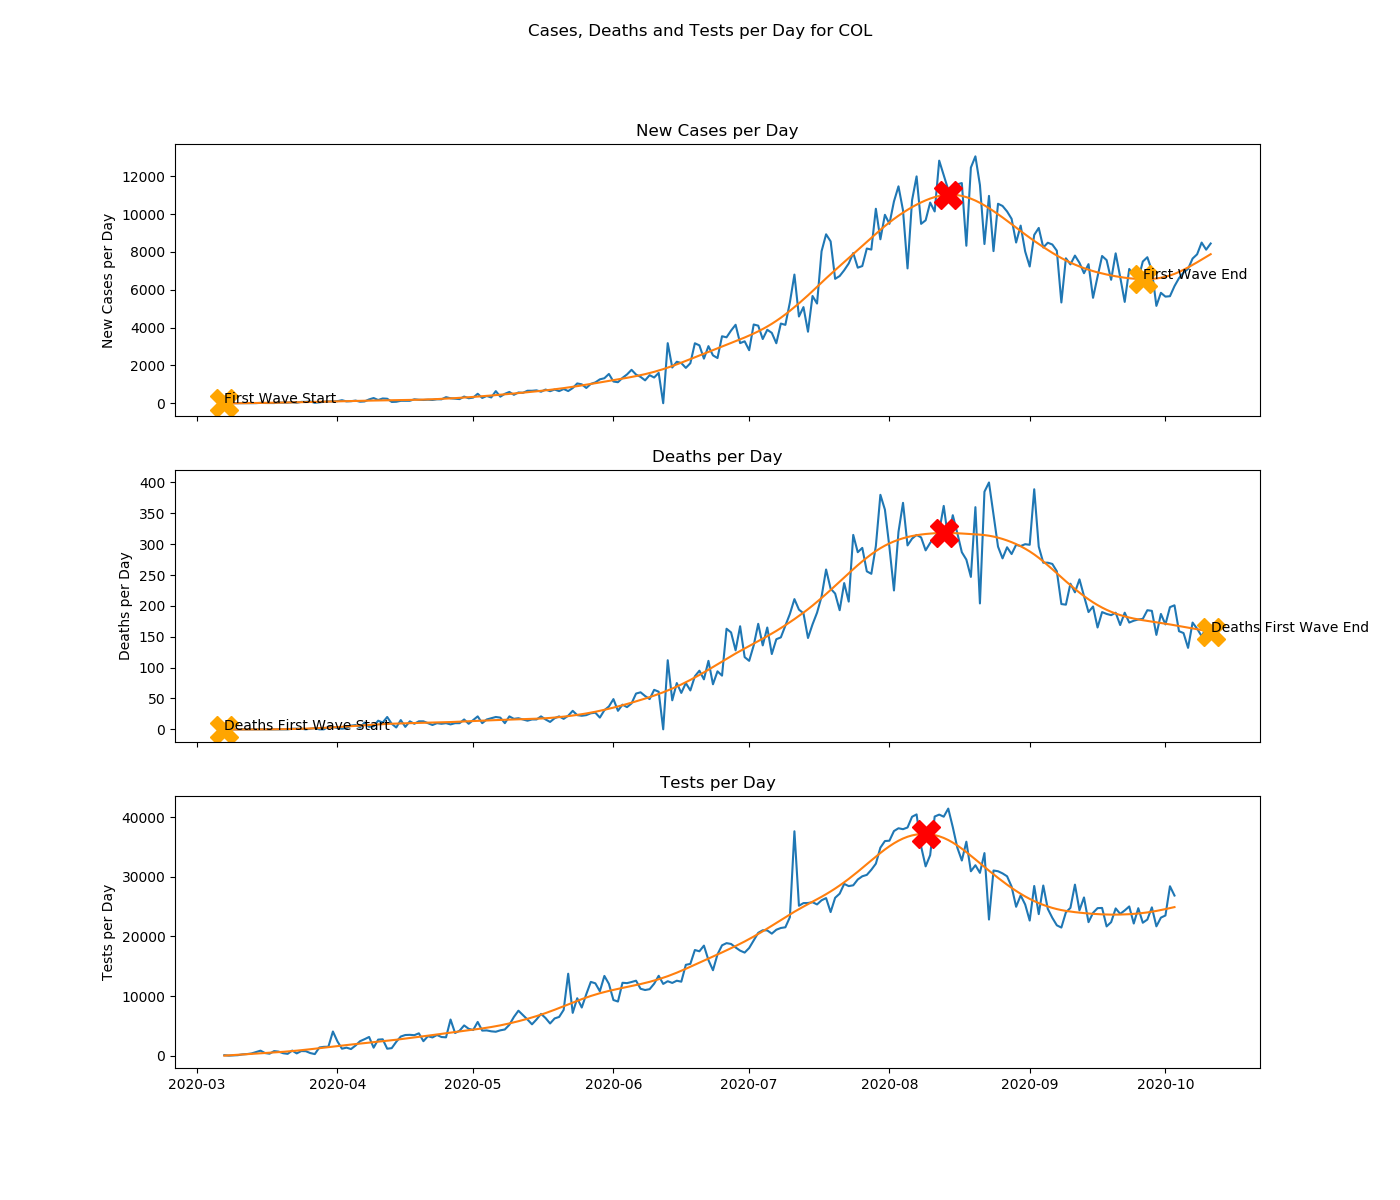 Cases, Deaths and Tests per Day for COL
New Cases per Day
New Cases per Day
12000
10000
8000
6000
4000
2000
0
First Wave Start
First Wave End
Deaths per Day
Deaths per Day
400
350
300
250
200
150
100
50
0
Deaths First Wave Start
Deaths First Wave End
Tests per Day
Tests per Day
40000
30000
20000
10000
0
2020-03 2020-04 2020-05 2020-06 2020-07 2020-08 2020-09 2020-10